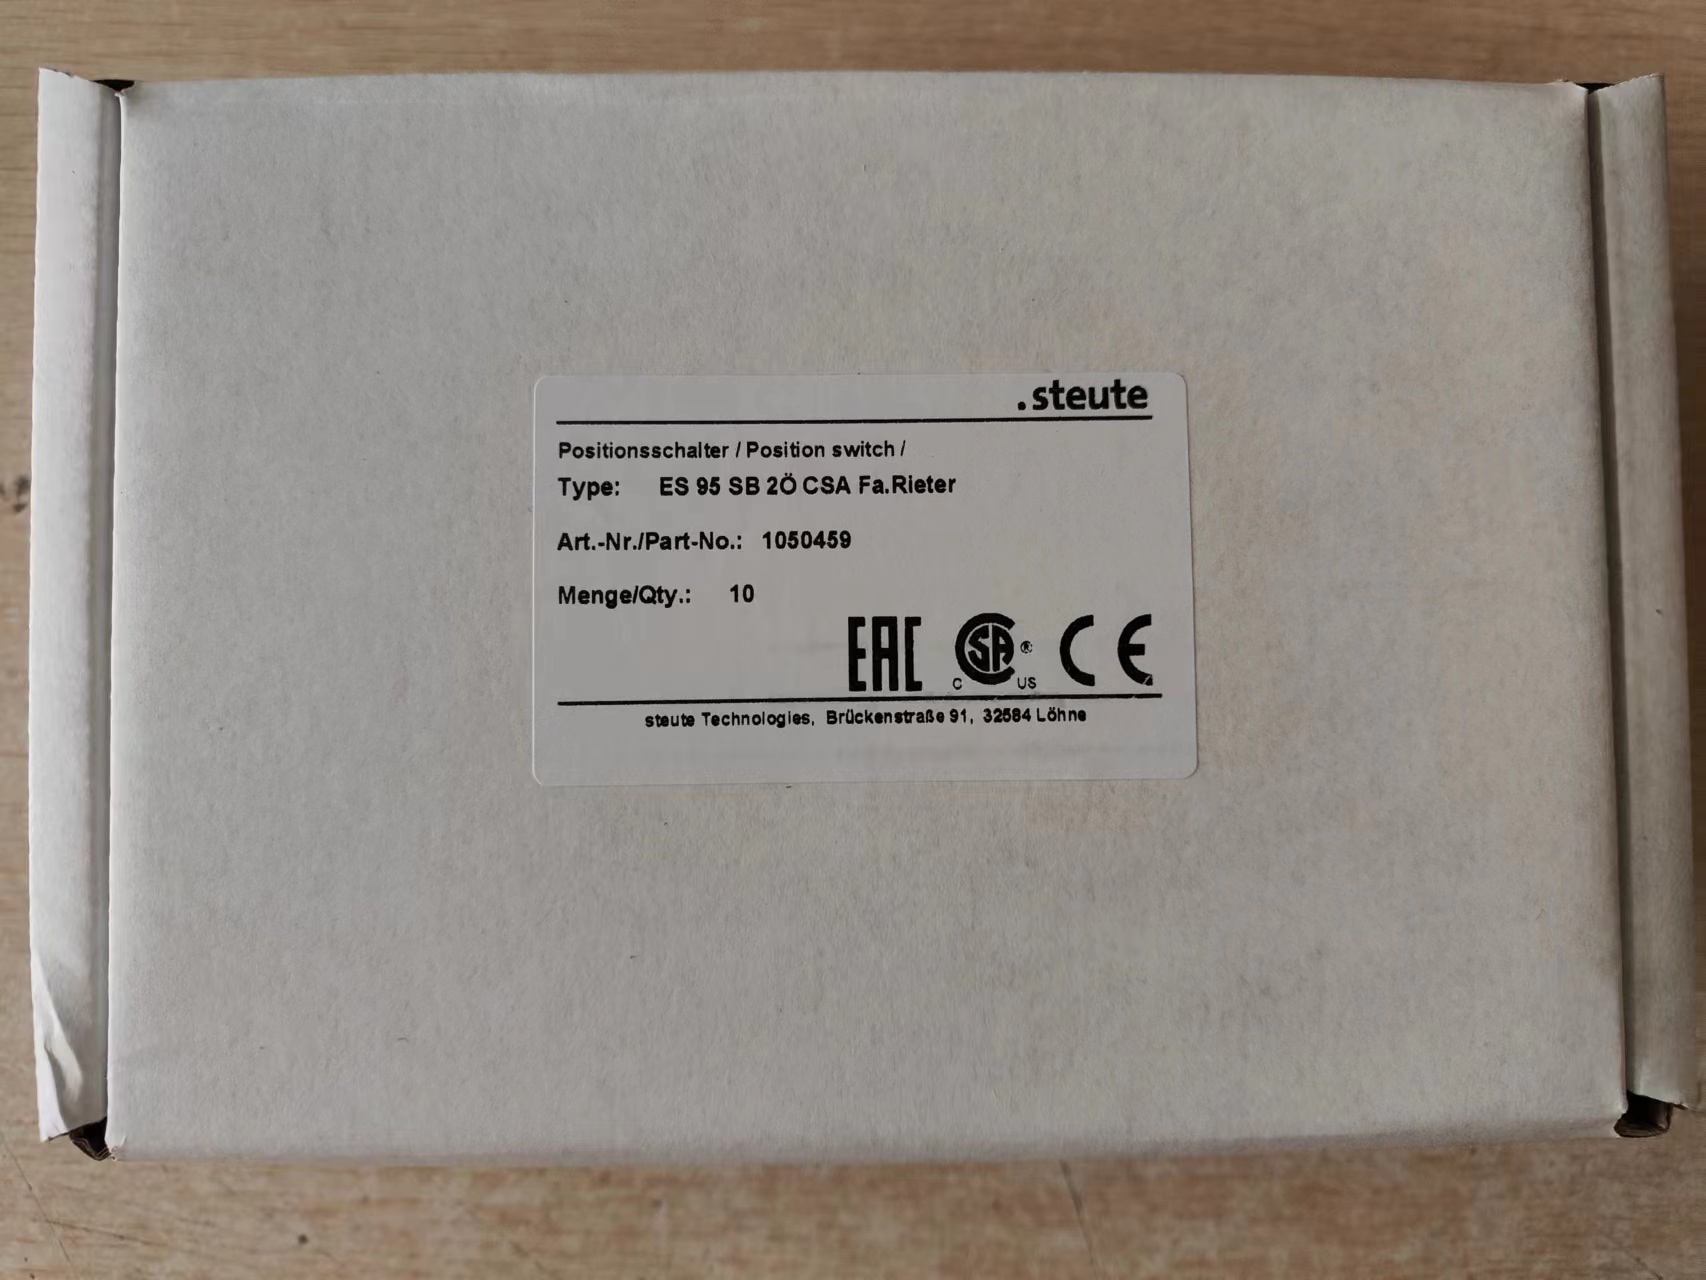 .steute
Positionsschalter / Position switch /
Type: ES 95 SB 2Ö CSA Fa.Rieter
Art.-Nr./Part-No.: 1050459
Menge/Qty.: 10
EAC CSA ® C US CE
steute Technologies, Brückenstraße 91, 32584 Löhne